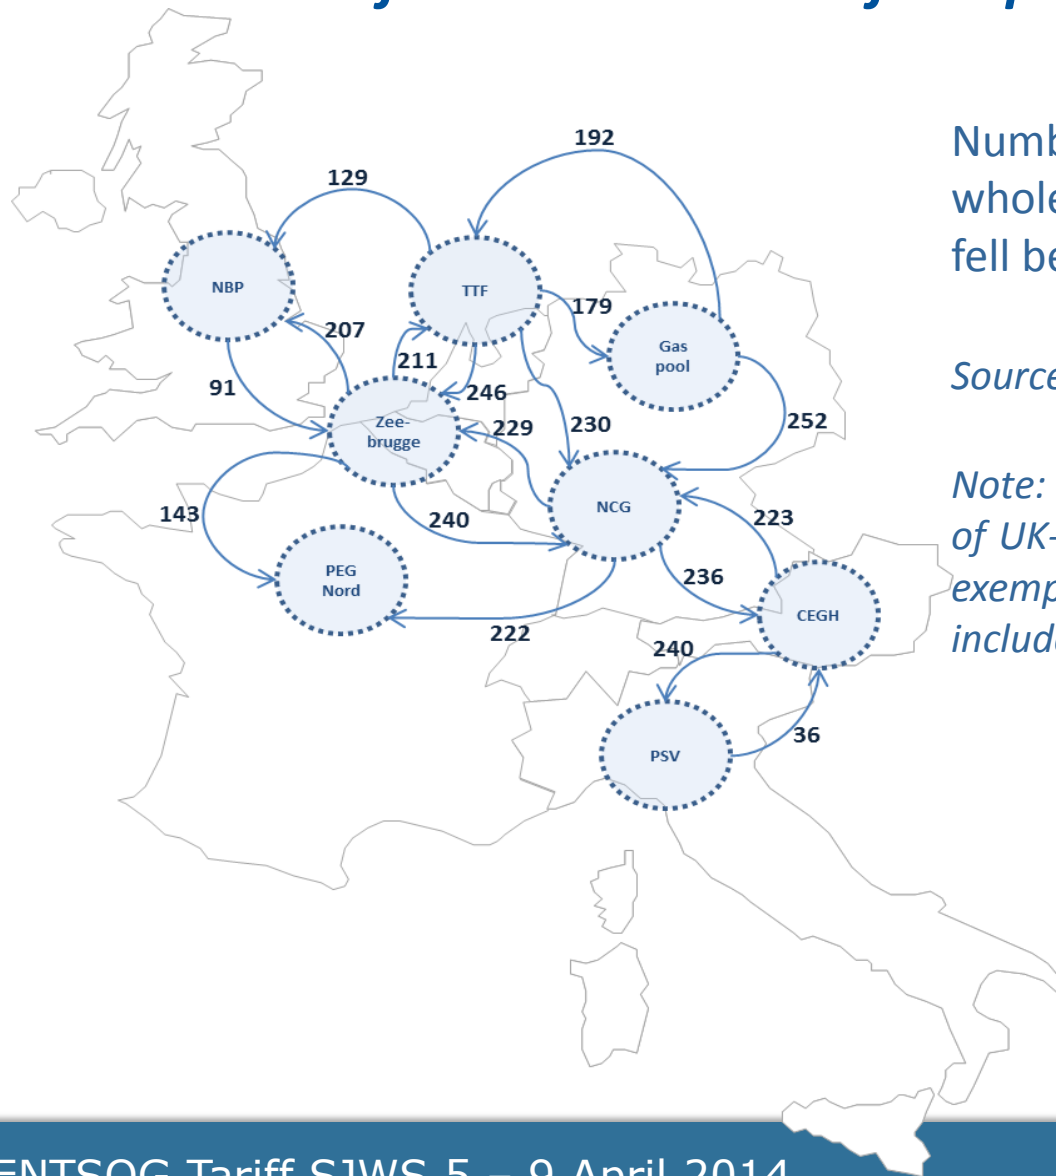 192
129
NBP
TTF
179
207
Gas
pool
211
91
246
Zee-
brugge
229
230
252
NCG
143
240
223
PEG
Nord
236
CEGH
222
240
36
PSV
Numb
whole
fell be
Source
Note:
of UK-
exemp
include
ENTSOG Tariff SJWS 5 – 9 April 2014